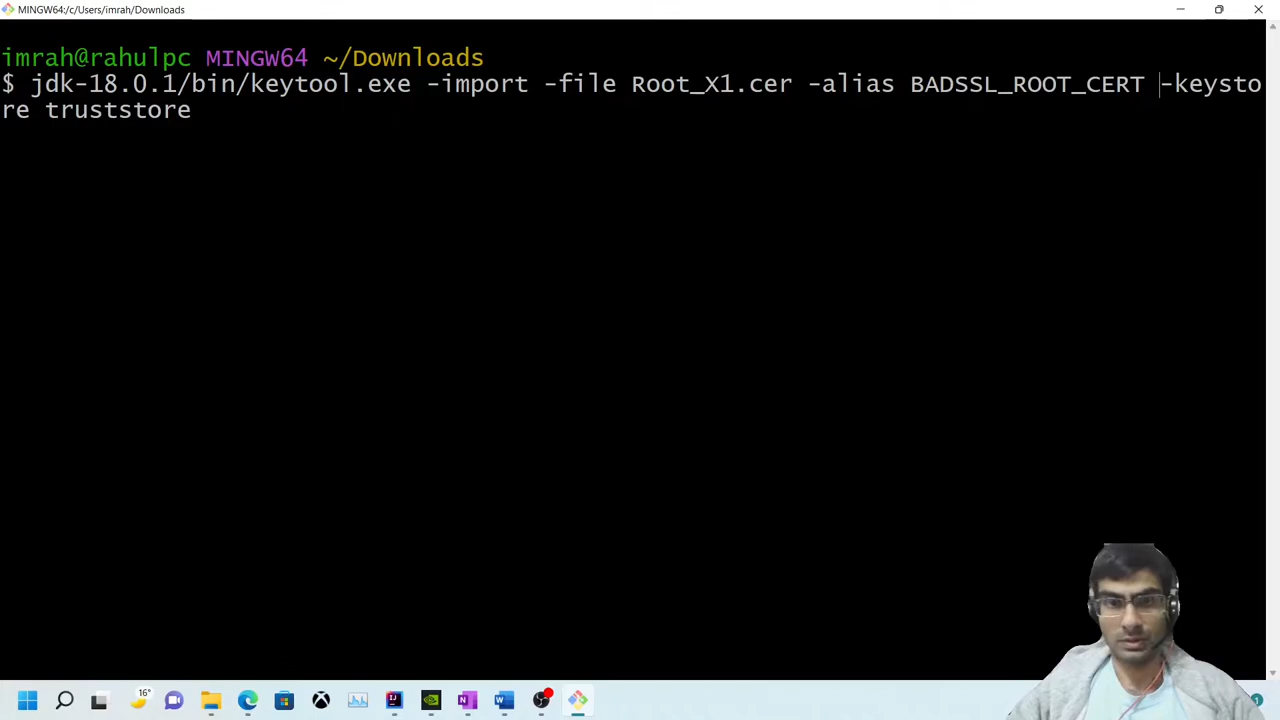 MINGW64:/c/Users/imrah/Downloads
imrah@rahulpc MINGW64 ~/Downloads
$ jdk-18.0.1/bin/keytool.exe -import -file Root_X1.cer -alias BADSSL_ROOT_CERT -keysto
re truststore
16°